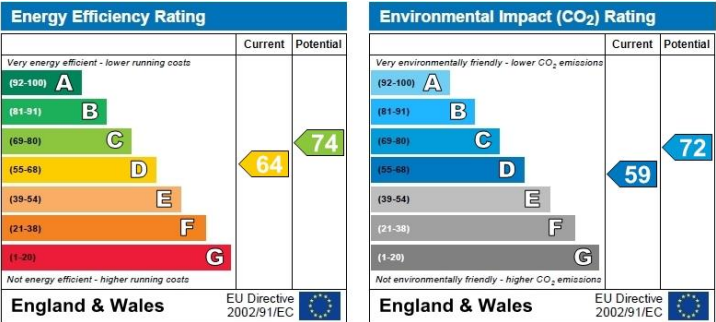 Energy Efficiency Rating
Current Potential
Very energy efficient - lower running costs
(92-100) A
(81-91) B
(69-80) C
74
(55-68) D
64
(39-54) E
(21-38) F
(1-20) G
Not energy efficient - higher running costs
England & Wales
EU Directive
2002/91/EC
Environmental Impact (CO₂) Rating
Current Potential
Very environmentally friendly - lower CO₂ emissions
(92-100) A
(81-91) B
(69-80) C
72
(55-68) D
59
(39-54) E
(21-38) F
(1-20) G
Not environmentally friendly - higher CO₂ emissions
England & Wales
EU Directive
2002/91/EC